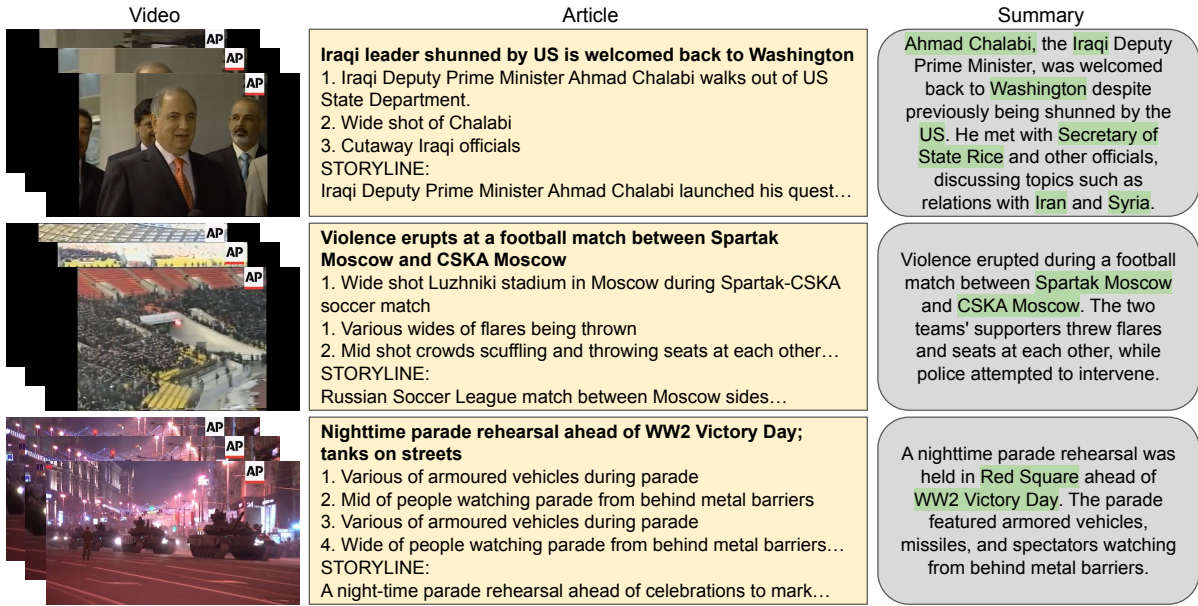 Video
Article
Summary
AP
AP
AP
Iraqi leader shunned by US is welcomed back to Washington
1. Iraqi Deputy Prime Minister Ahmad Chalabi walks out of US
State Department.
2. Wide shot of Chalabi
3. Cutaway Iraqi officials
STORYLINE:
Iraqi Deputy Prime Minister Ahmad Chalabi launched his quest…
Ahmad Chalabi, the Iraqi Deputy
Prime Minister, was welcomed
back to Washington despite
previously being shunned by the
US. He met with Secretary of
State Rice and other officials,
discussing topics such as
relations with Iran and Syria.
AP
AP
AP
Violence erupts at a football match between Spartak
Moscow and CSKA Moscow
1. Wide shot Luzhniki stadium in Moscow during Spartak-CSKA
soccer match
1. Various wides of flares being thrown
2. Mid shot crowds scuffling and throwing seats at each other…
STORYLINE:
Russian Soccer League match between Moscow sides…
Violence erupted during a football
match between Spartak Moscow
and CSKA Moscow. The two
teams' supporters threw flares
and seats at each other, while
police attempted to intervene.
AP
AP
AP
Nighttime parade rehearsal ahead of WW2 Victory Day;
tanks on streets
1. Various of armoured vehicles during parade
2. Mid of people watching parade from behind metal barriers
3. Various of armoured vehicles during parade
4. Wide of people watching parade from behind metal barriers…
STORYLINE:
A night-time parade rehearsal ahead of celebrations to mark…
A nighttime parade rehearsal was
held in Red Square ahead of
WW2 Victory Day. The parade
featured armored vehicles,
missiles, and spectators watching
from behind metal barriers.